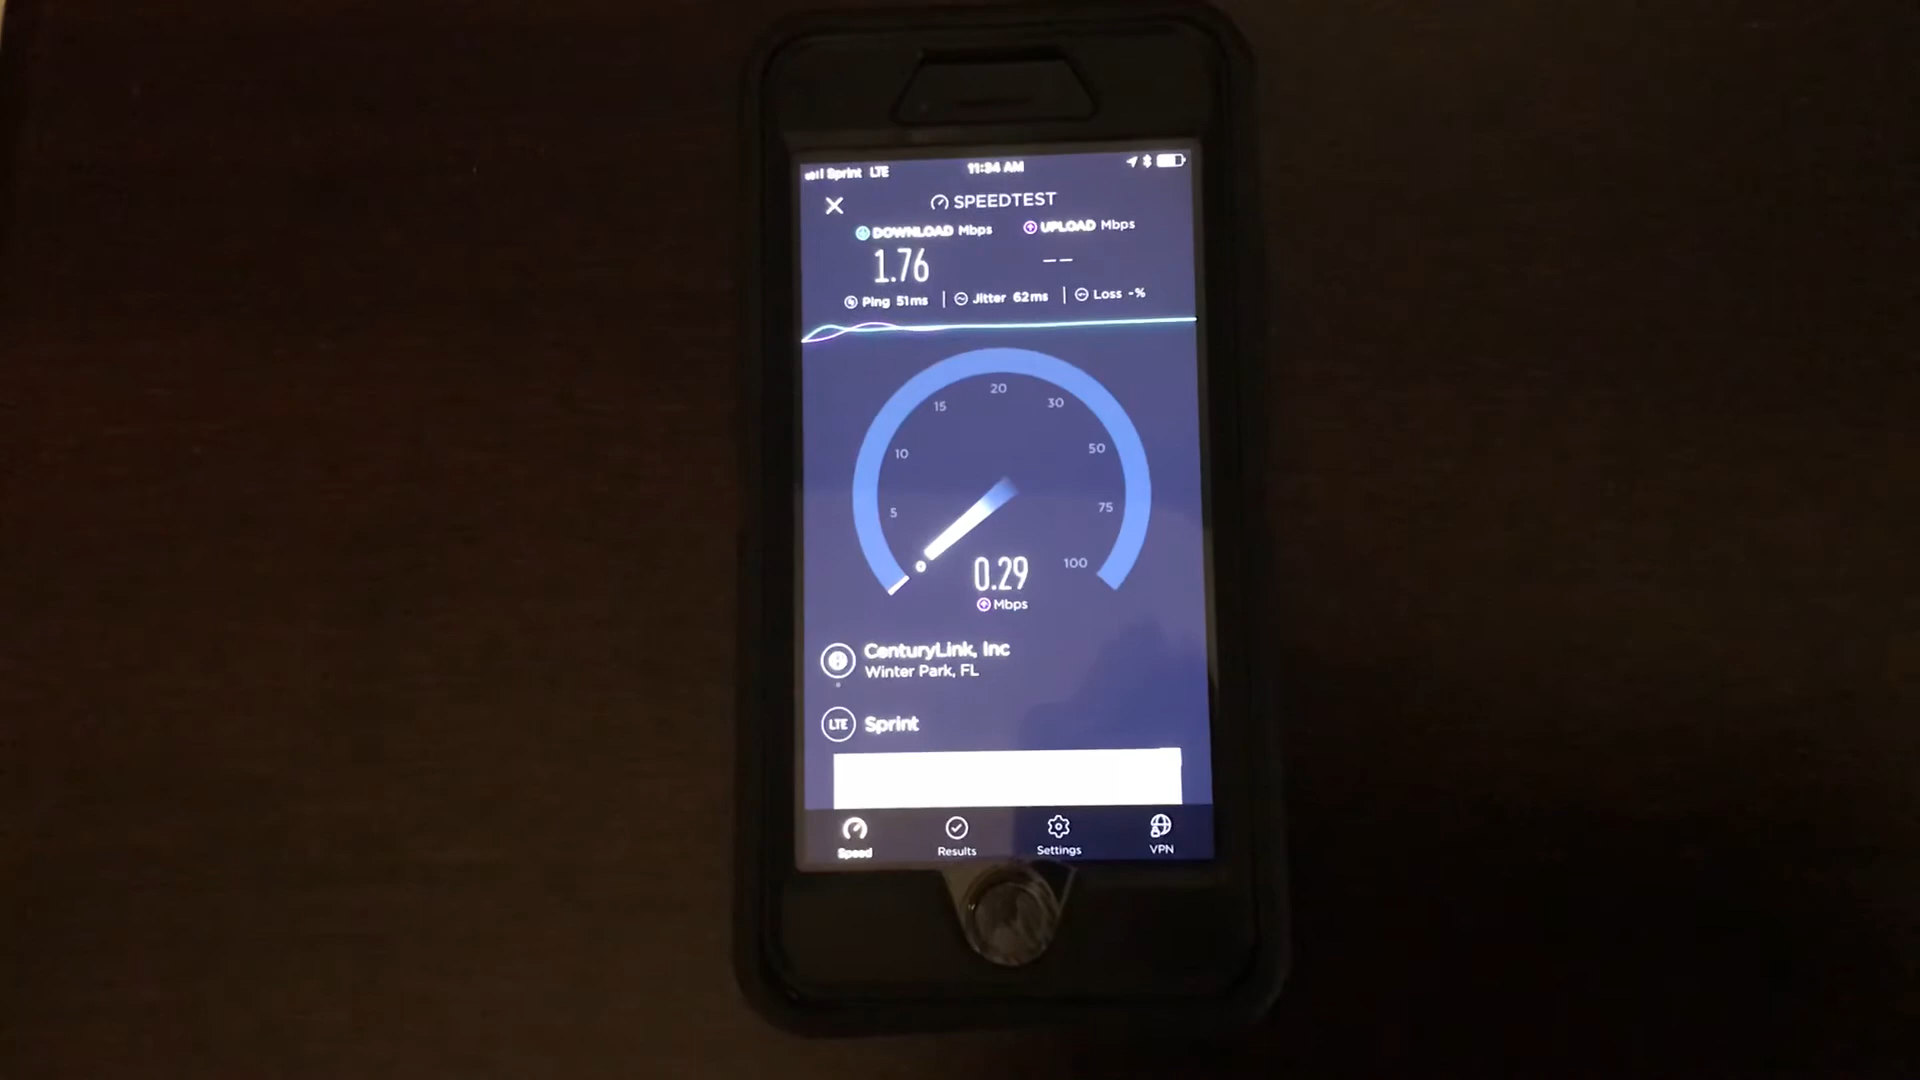 Sprint LTE 11:34 AM
SPEEDTEST
DOWNLOAD Mbps UPLOAD Mbps
1.76 --
Ping 51ms Jitter 62ms Loss -%
20
15 30
10 50
5 75
0 100
0.29
Mbps
CenturyLink, Inc
Winter Park, FL
LTE Sprint
Speed Results Settings VPN